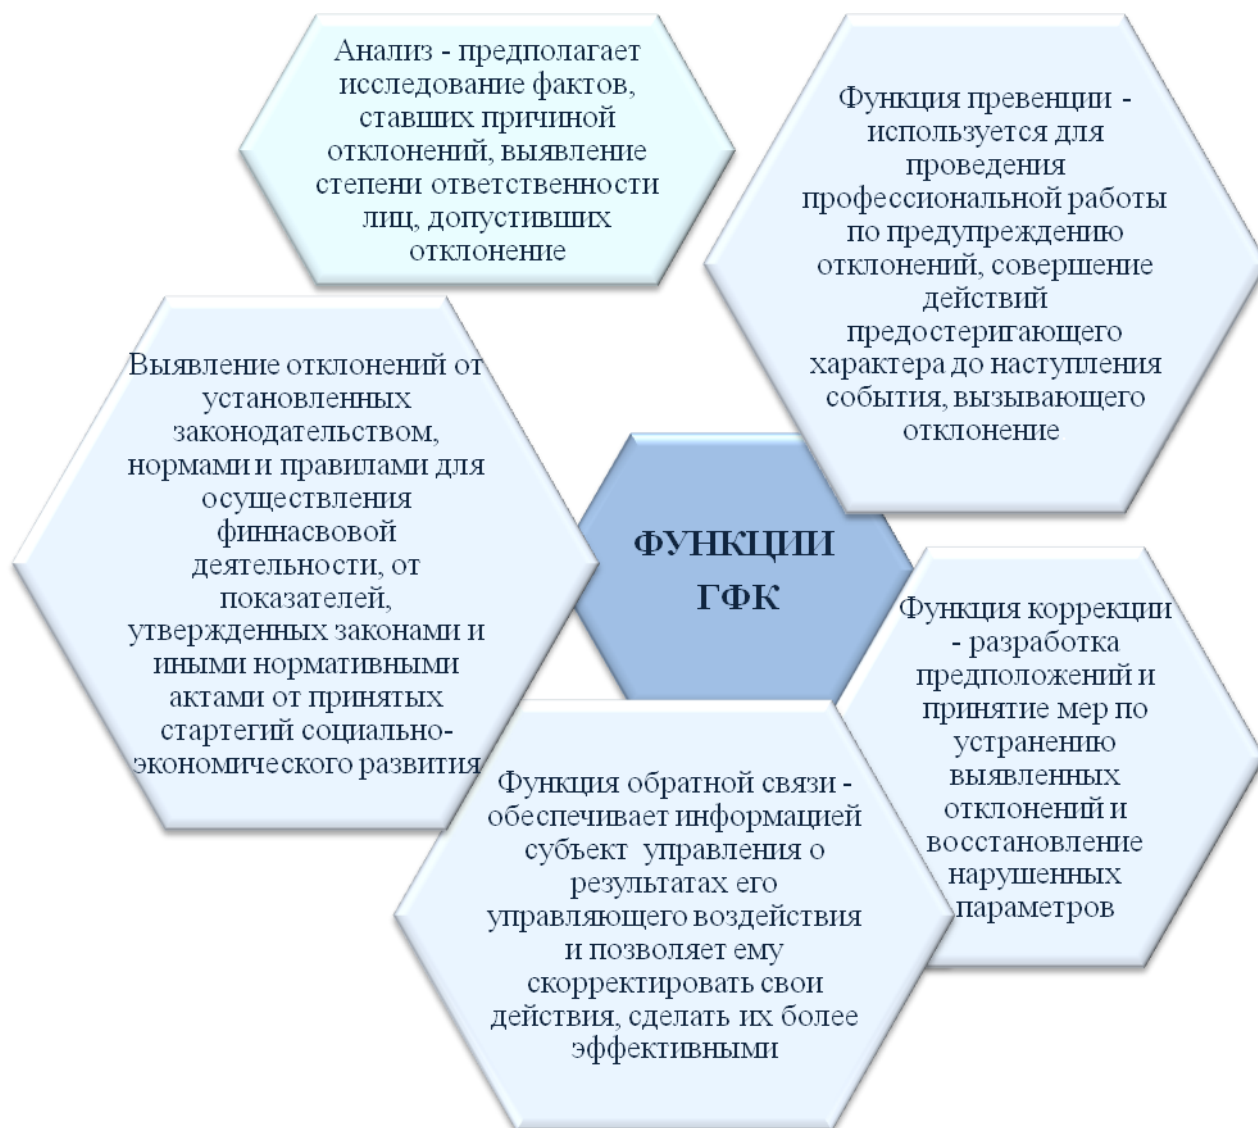 Анализ - предполагает
исследование фактов,
ставших причиной
отклонений, выявление
степени ответственности
лиц, допустивших
отклонение
Функция превенции -
используется для
проведения
профессиональной работы
по предупреждению
отклонений, совершение
действий
предостеригающего
характера до наступления
события, вызывающего
отклонение
Выявление отклонений от
установленных
законодательством,
нормами и правилами для
осуществления
финнасвовой
деятельности, от
показателей,
утвержденных законами и
иными нормативными
актами от принятых
стартегий социально-
экономического развития
ФУНКЦИИ
ГФК
Функция коррекции
- разработка
предположений и
принятие мер по
устранению
выявленных
отклонений и
восстановление
нарушенных
параметров
Функция обратной связи -
обеспечивает информацией
субъект управления о
результатах его
управляющего воздействия
и позволяет ему
скорректировать свои
действия, сделать их более
эффективными